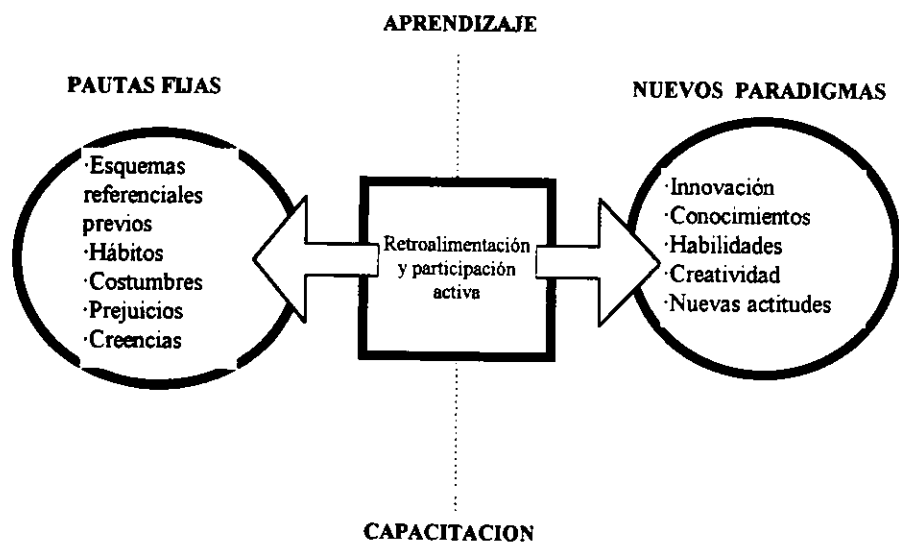 APRENDIZAJE
PAUTAS FIJAS
·Esquemas
referenciales
previos
·Hábitos
·Costumbres
·Prejuicios
·Creencias
Retroalimentación
y participación
activa
NUEVOS PARADIGMAS
·Innovación
·Conocimientos
·Habilidades
·Creatividad
·Nuevas actitudes
CAPACITACION